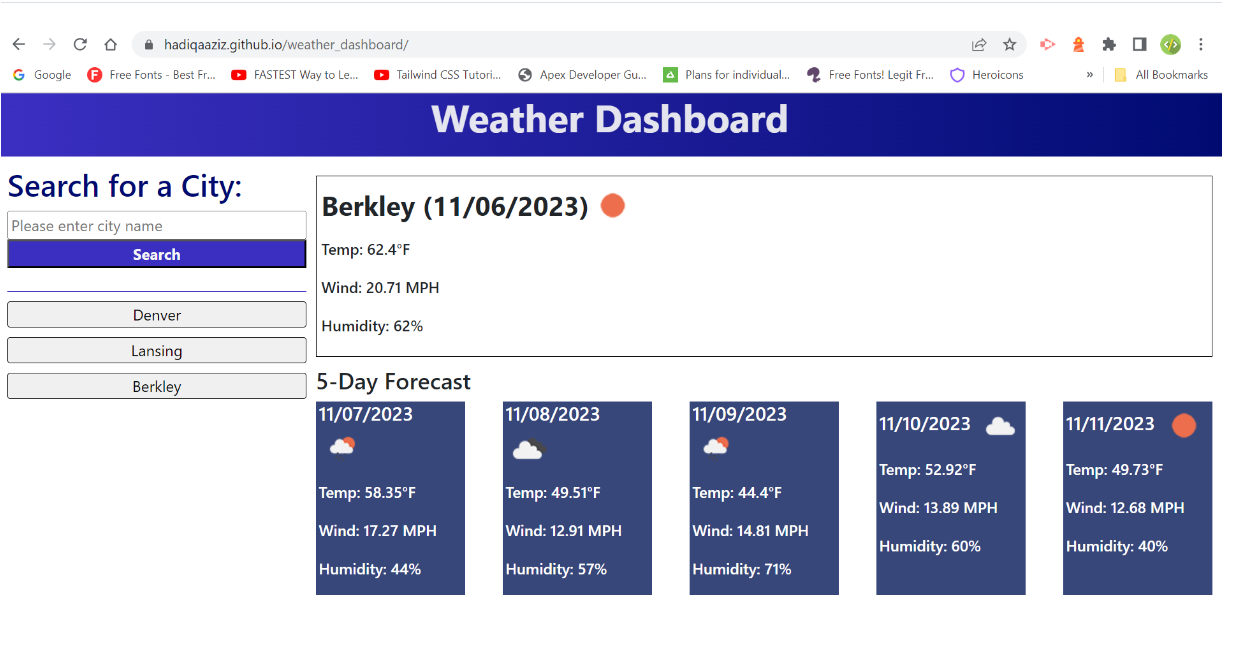 hadiqaaziz.github.io/weather_dashboard/
Google Free Fonts - Best Fr... FASTEST Way to Le... Tailwind CSS Tutori... Apex Developer Gu... Plans for individual... Free Fonts! Legit Fr... Heroicons » All Bookmarks
Weather Dashboard
Search for a City:
Please enter city name
Search
Denver
Lansing
Berkley
Berkley (11/06/2023)
Temp: 62.4°F
Wind: 20.71 MPH
Humidity: 62%
5-Day Forecast
11/07/2023
Temp: 58.35°F
Wind: 17.27 MPH
Humidity: 44%
11/08/2023
Temp: 49.51°F
Wind: 12.91 MPH
Humidity: 57%
11/09/2023
Temp: 44.4°F
Wind: 14.81 MPH
Humidity: 71%
11/10/2023
Temp: 52.92°F
Wind: 13.89 MPH
Humidity: 60%
11/11/2023
Temp: 49.73°F
Wind: 12.68 MPH
Humidity: 40%